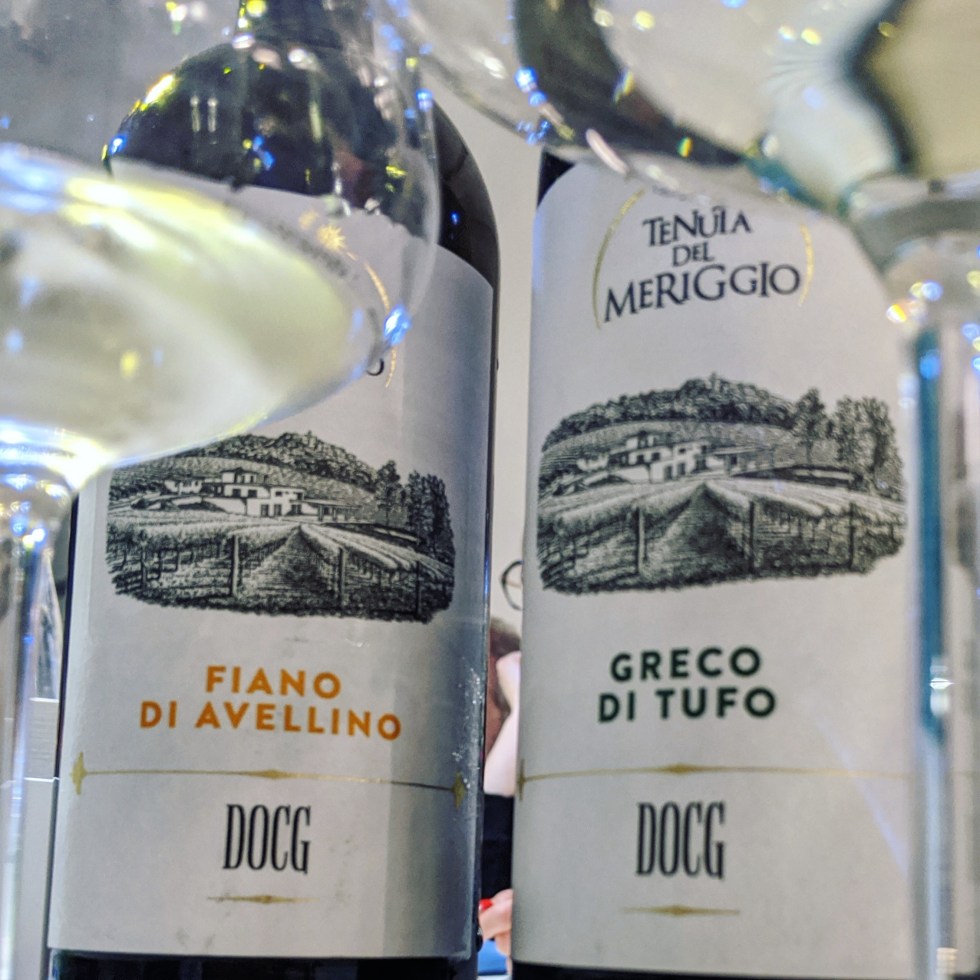 FIANO
DI AVELLINO
DOCG
TENUTA
DEL
MERIGGIO
GRECO
DI TUFO
DOCG